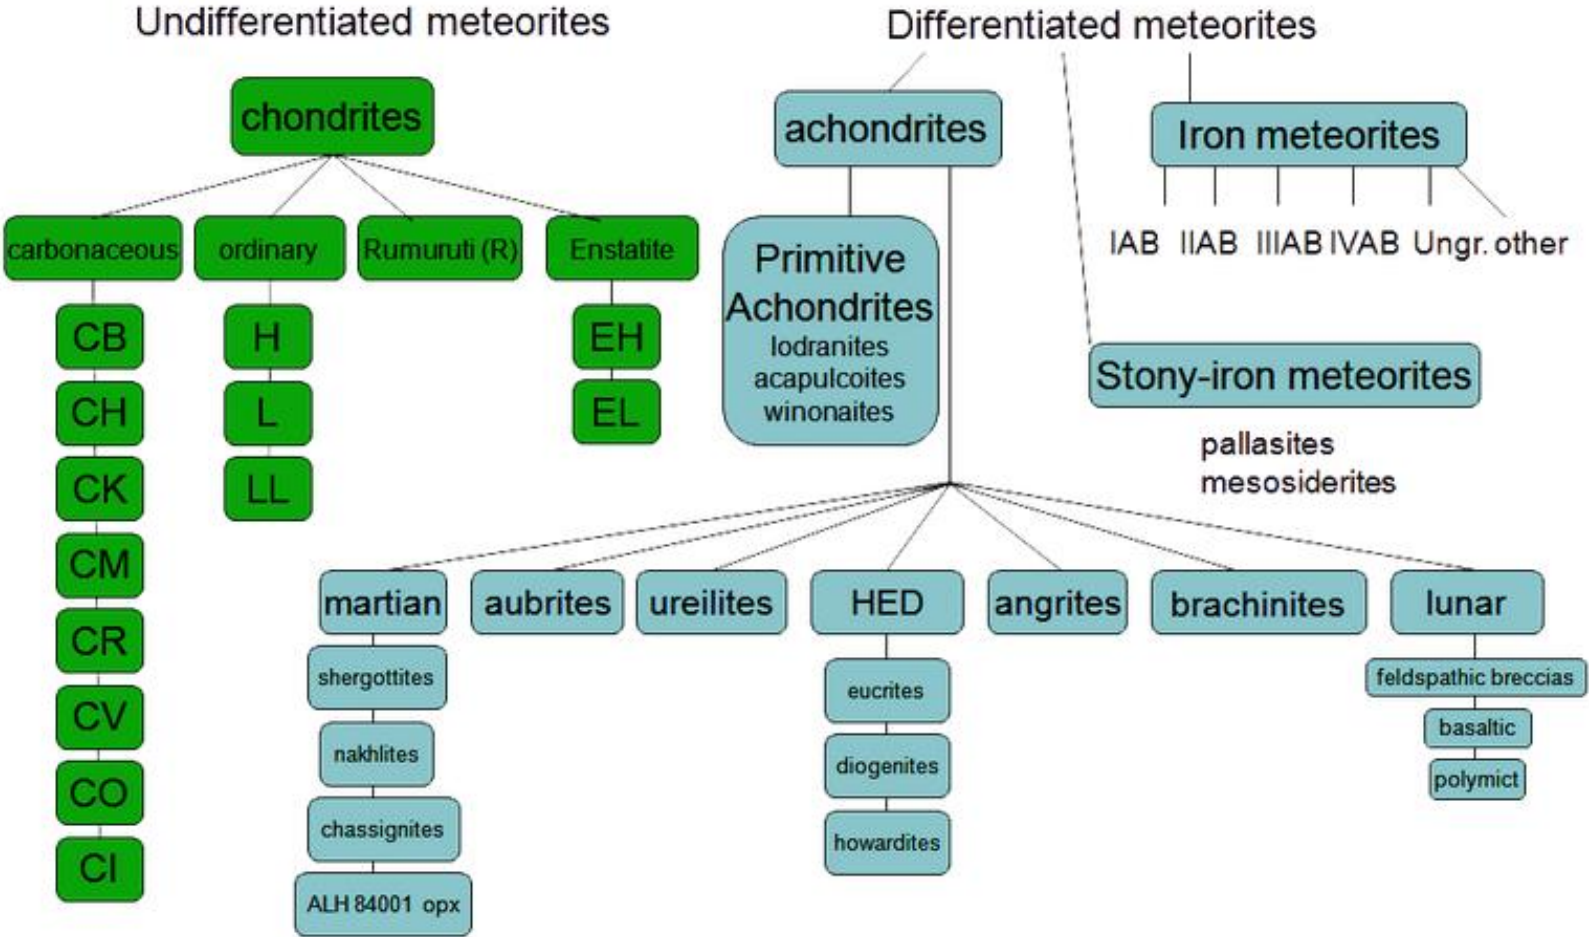 Undifferentiated meteorites
Differentiated meteorites
chondrites
carbonaceous
ordinary
Rumuruti (R)
Enstatite
CB
CH
CK
CM
CR
CV
CO
CI
H
L
LL
EH
EL
achondrites
Primitive
Achondrites
lodranites
acapulcoites
winonaites
Iron meteorites
IAB IIAB IIIAB IVAB Ungr. other
Stony-iron meteorites
pallasites
mesosiderites
martian
shergottites
nakhlites
chassignites
ALH 84001 opx
aubrites
ureilites
HED
eucrites
diogenites
howardites
angrites
brachinites
lunar
feldspathic breccias
basaltic
polymict